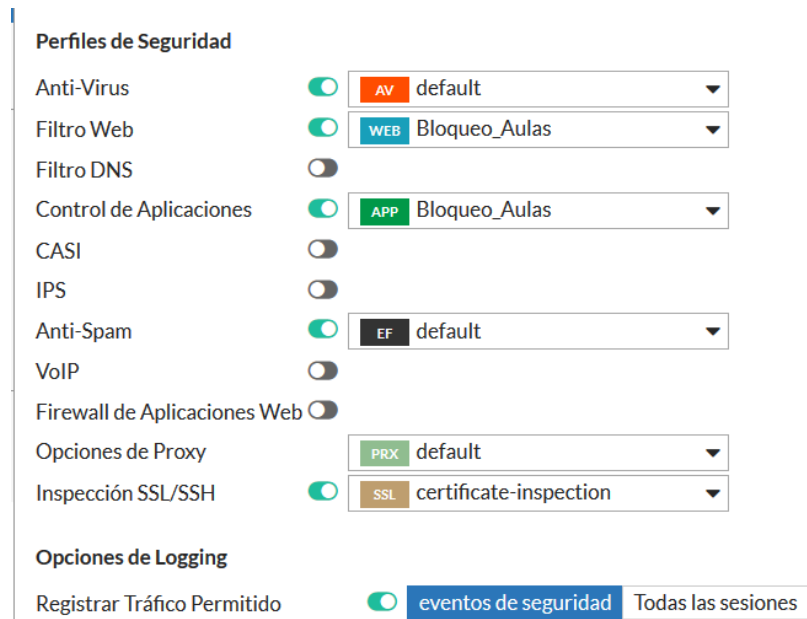 Perfiles de Seguridad
Anti-Virus AV default
Filtro Web WEB Bloqueo_Aulas
Filtro DNS
Control de Aplicaciones APP Bloqueo_Aulas
CASI
IPS
Anti-Spam EF default
VoIP
Firewall de Aplicaciones Web
Opciones de Proxy PRX default
Inspección SSL/SSH SSL certificate-inspection
Opciones de Logging
Registrar Tráfico Permitido eventos de seguridad Todas las sesiones